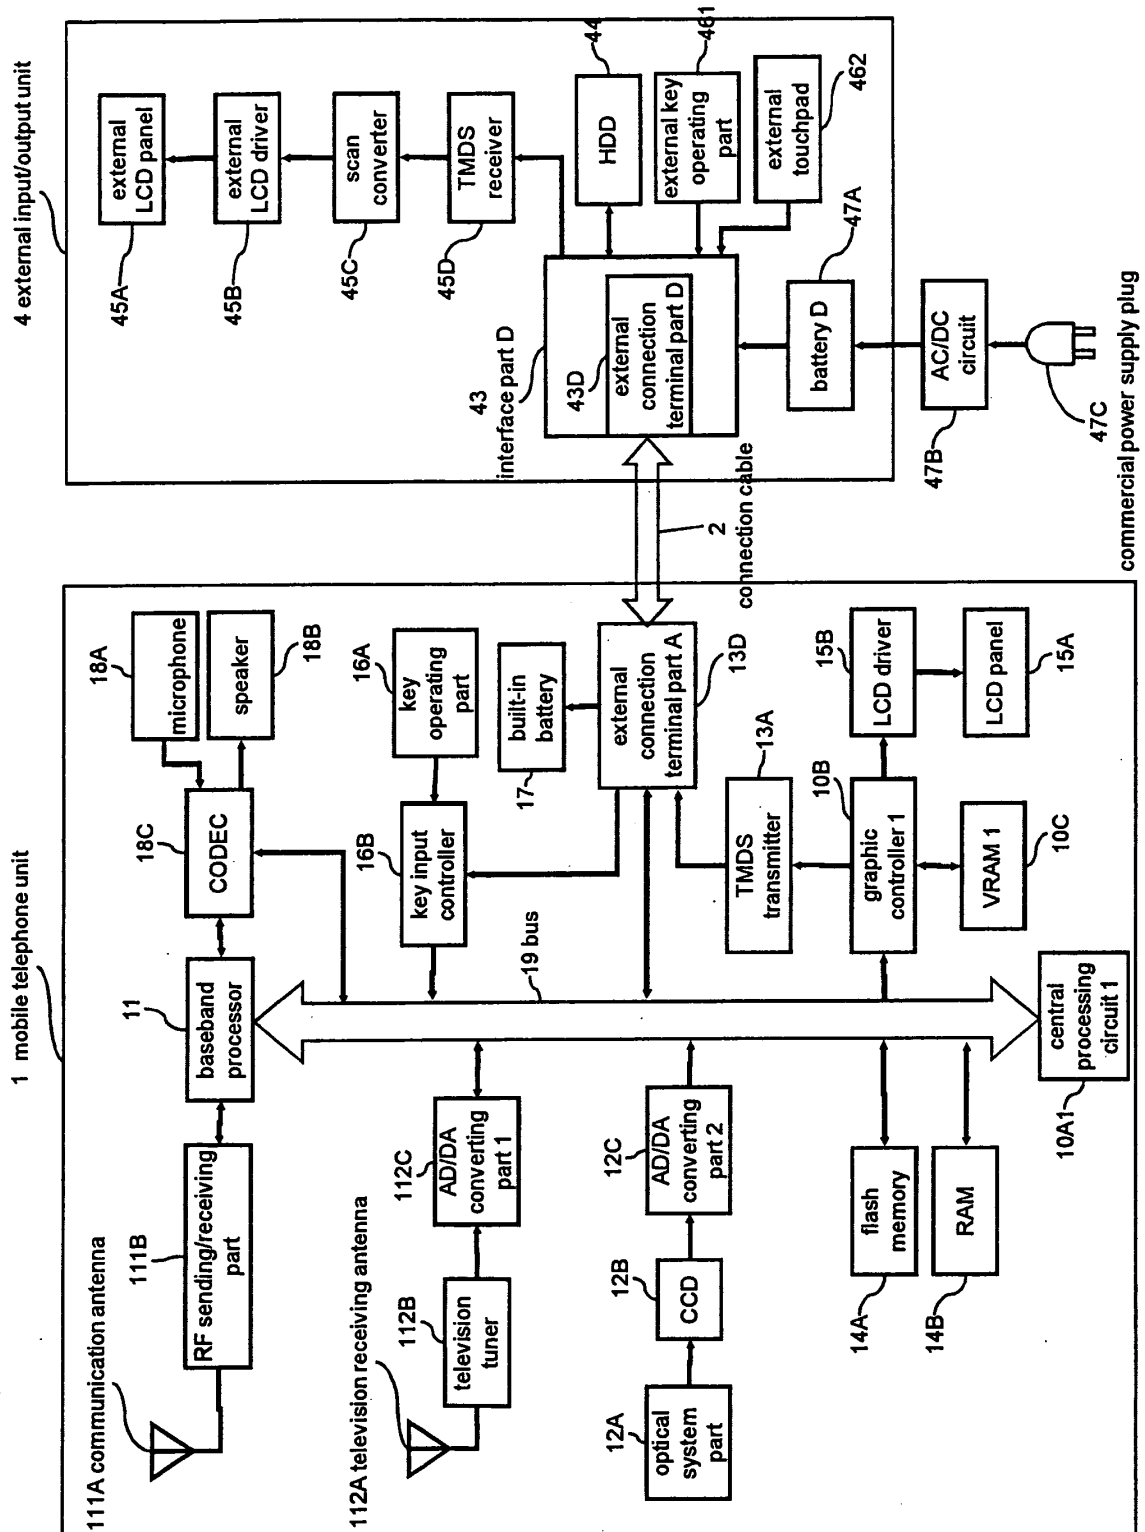 1 mobile telephone unit
111A communication antenna
111B
RF sending/receiving
part
11
baseband
processor
18C
CODEC
18A
microphone
speaker
18B
112A television receiving antenna
112B
television
tuner
112C
AD/DA
converting
part 1
16B
key input
controller
16A
key
operating
part
19 bus
17
built-in
battery
12A
optical
system
part
12B
CCD
12C
AD/DA
converting
part 2
external
connection
terminal part A
13D
13A
TMDS
transmitter
14A
flash
memory
14B
RAM
10B
graphic
controller 1
VRAM 1
10C
15B
LCD driver
LCD panel
15A
central
processing
circuit 1
10A1
2
connection cable
4 external input/output unit
external
LCD panel
45A
external
LCD driver
45B
scan
converter
45C
TMDS
receiver
45D
43
interface part D
43D
external
connection
terminal part D
HDD
44
external key
operating
part
461
external
touchpad
462
battery D
47A
AC/DC
circuit
47B
47C
commercial power supply plug